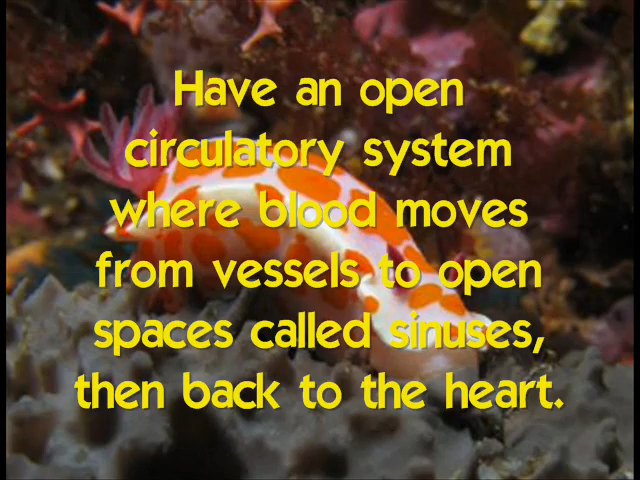 Have an open
circulatory system
where blood moves
from vessels to open
spaces called sinuses,
then back to the heart.